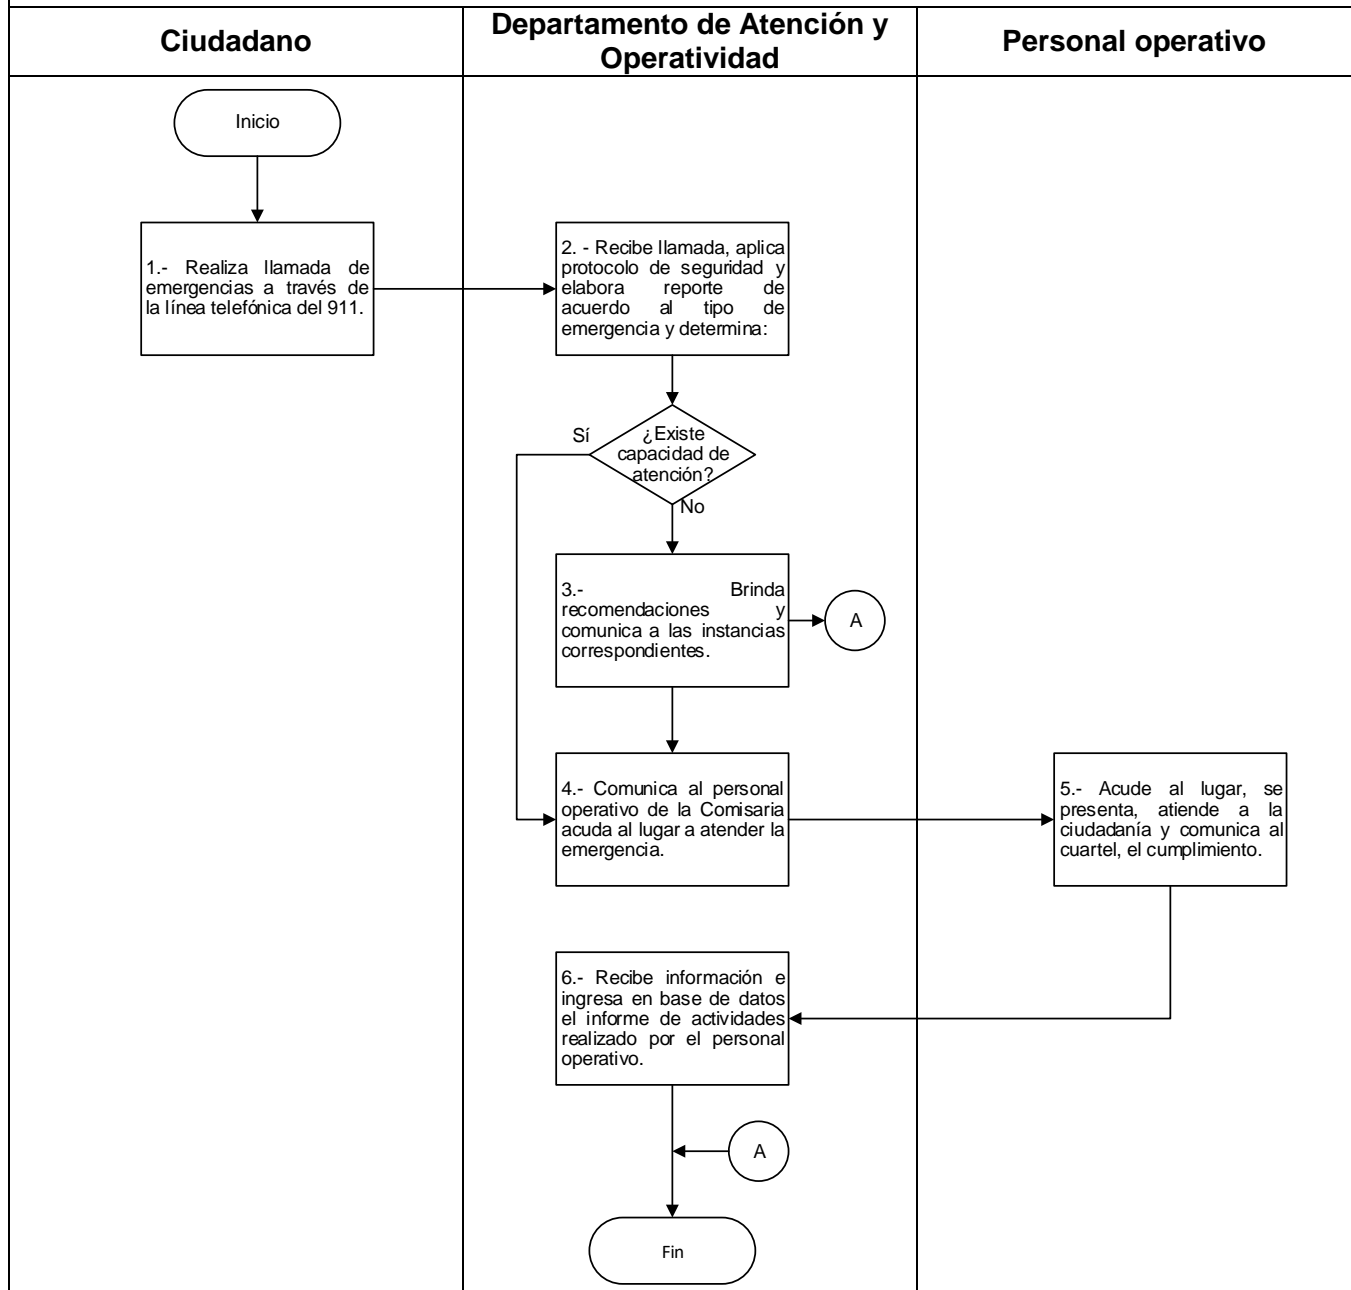 Ciudadano
Departamento de Atención y
Operatividad
Personal operativo
Inicio
1.- Realiza llamada de
emergencias a través de
la línea telefónica del 911.
2. - Recibe llamada, aplica
protocolo de seguridad y
elabora reporte de
acuerdo al tipo de
emergencia y determina:
Sí
¿Existe
capacidad de
atención?
No
3.- Brinda
recomendaciones y
comunica a las instancias
correspondientes.
A
4.- Comunica al personal
operativo de la Comisaria
acuda al lugar a atender la
emergencia.
5.- Acude al lugar, se
presenta, atiende a la
ciudadanía y comunica al
cuartel, el cumplimiento.
6.- Recibe información e
ingresa en base de datos
el informe de actividades
realizado por el personal
operativo.
A
Fin